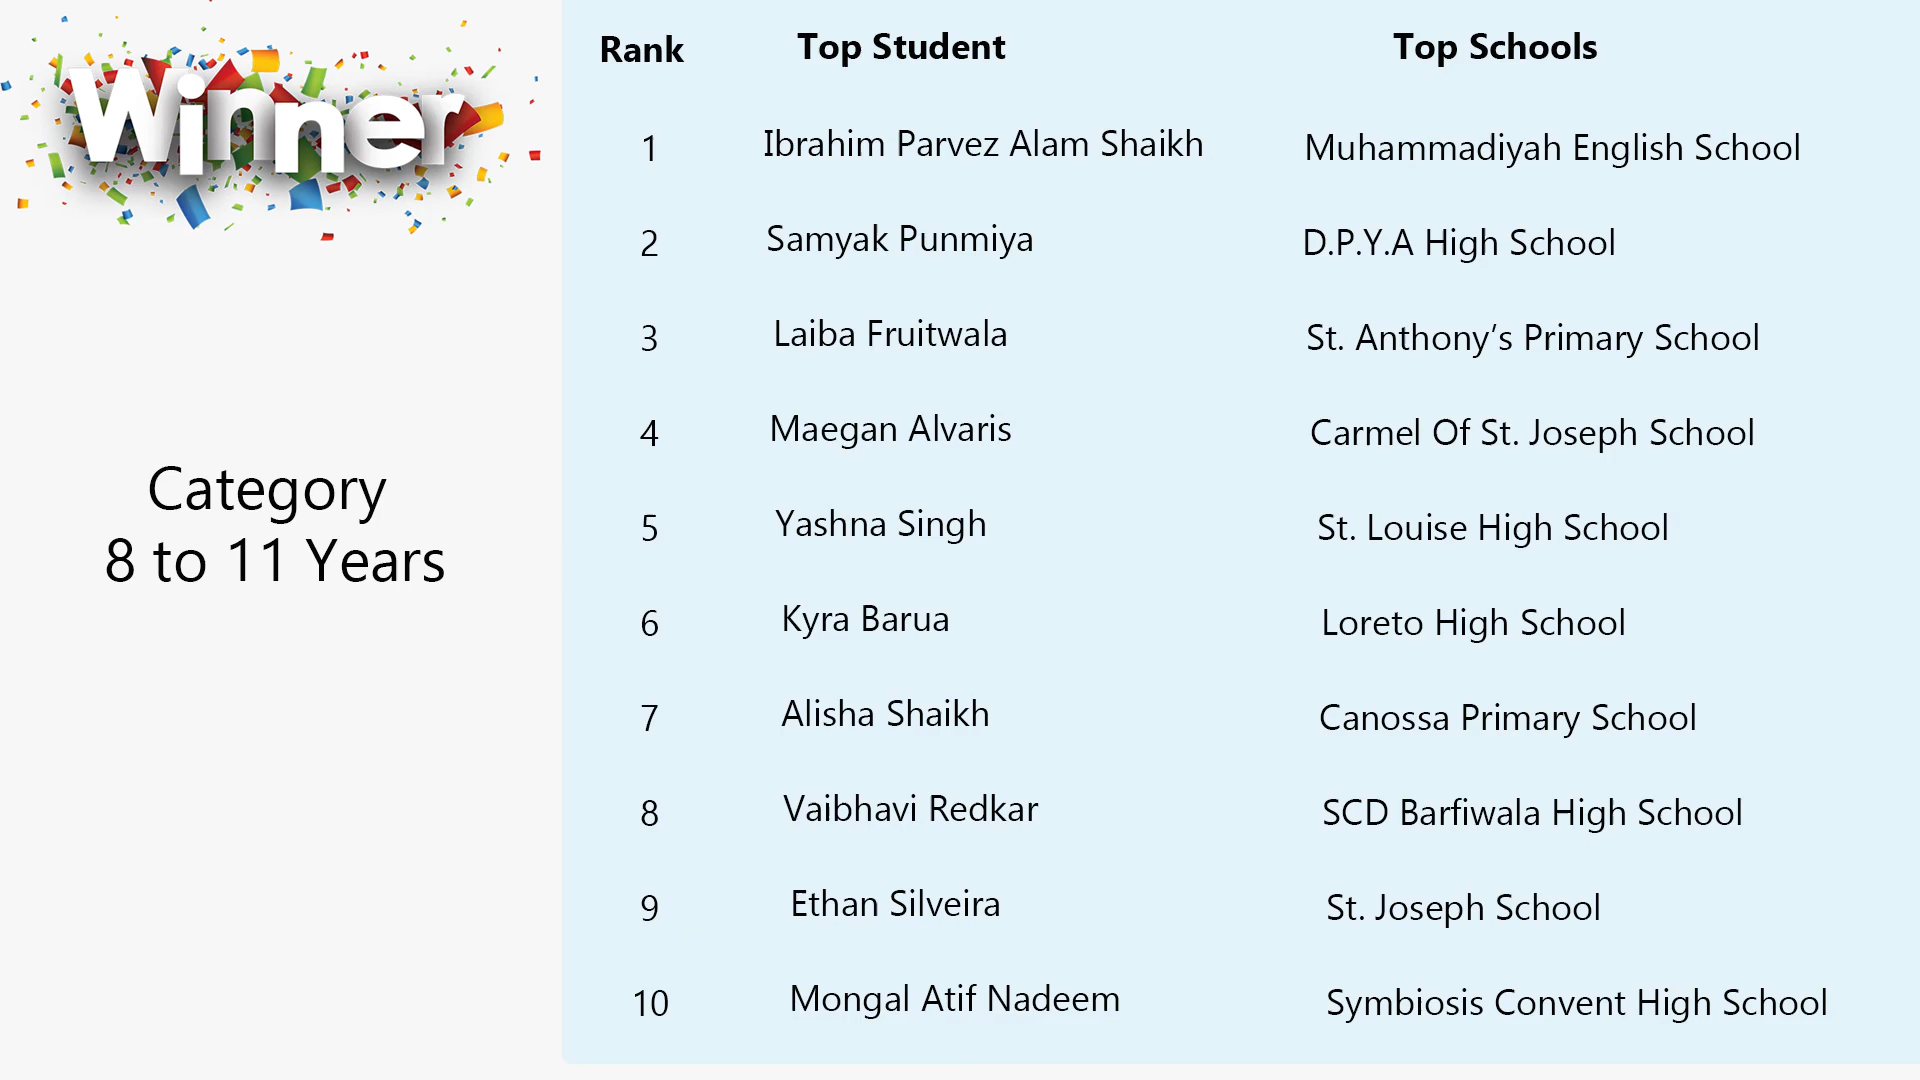 Winner
Category
8 to 11 Years
Rank Top Student Top Schools
1 Ibrahim Parvez Alam Shaikh Muhammadiyah English School
2 Samyak Punmiya D.P.Y.A High School
3 Laiba Fruitwala St. Anthony’s Primary School
4 Maegan Alvaris Carmel Of St. Joseph School
5 Yashna Singh St. Louise High School
6 Kyra Barua Loreto High School
7 Alisha Shaikh Canossa Primary School
8 Vaibhavi Redkar SCD Barfiwala High School
9 Ethan Silveira St. Joseph School
10 Mongal Atif Nadeem Symbiosis Convent High School